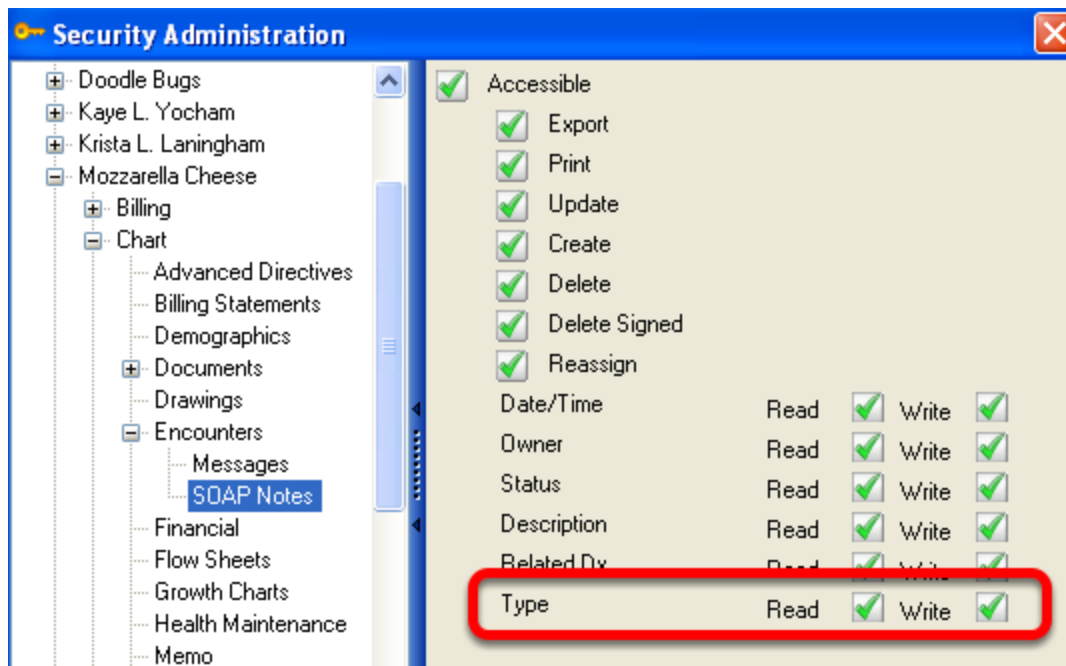 Security Administration
Doodle Bugs
Kaye L. Yocham
Krista L. Laningham
Mozzarella Cheese
Billing
Chart
Advanced Directives
Billing Statements
Demographics
Documents
Drawings
Encounters
Messages
SOAP Notes
Financial
Flow Sheets
Growth Charts
Health Maintenance
Memo
Accessible
Export
Print
Update
Create
Delete
Delete Signed
Reassign
Date/Time Read Write
Owner Read Write
Status Read Write
Description Read Write
Related Dx Read Write
Type Read Write